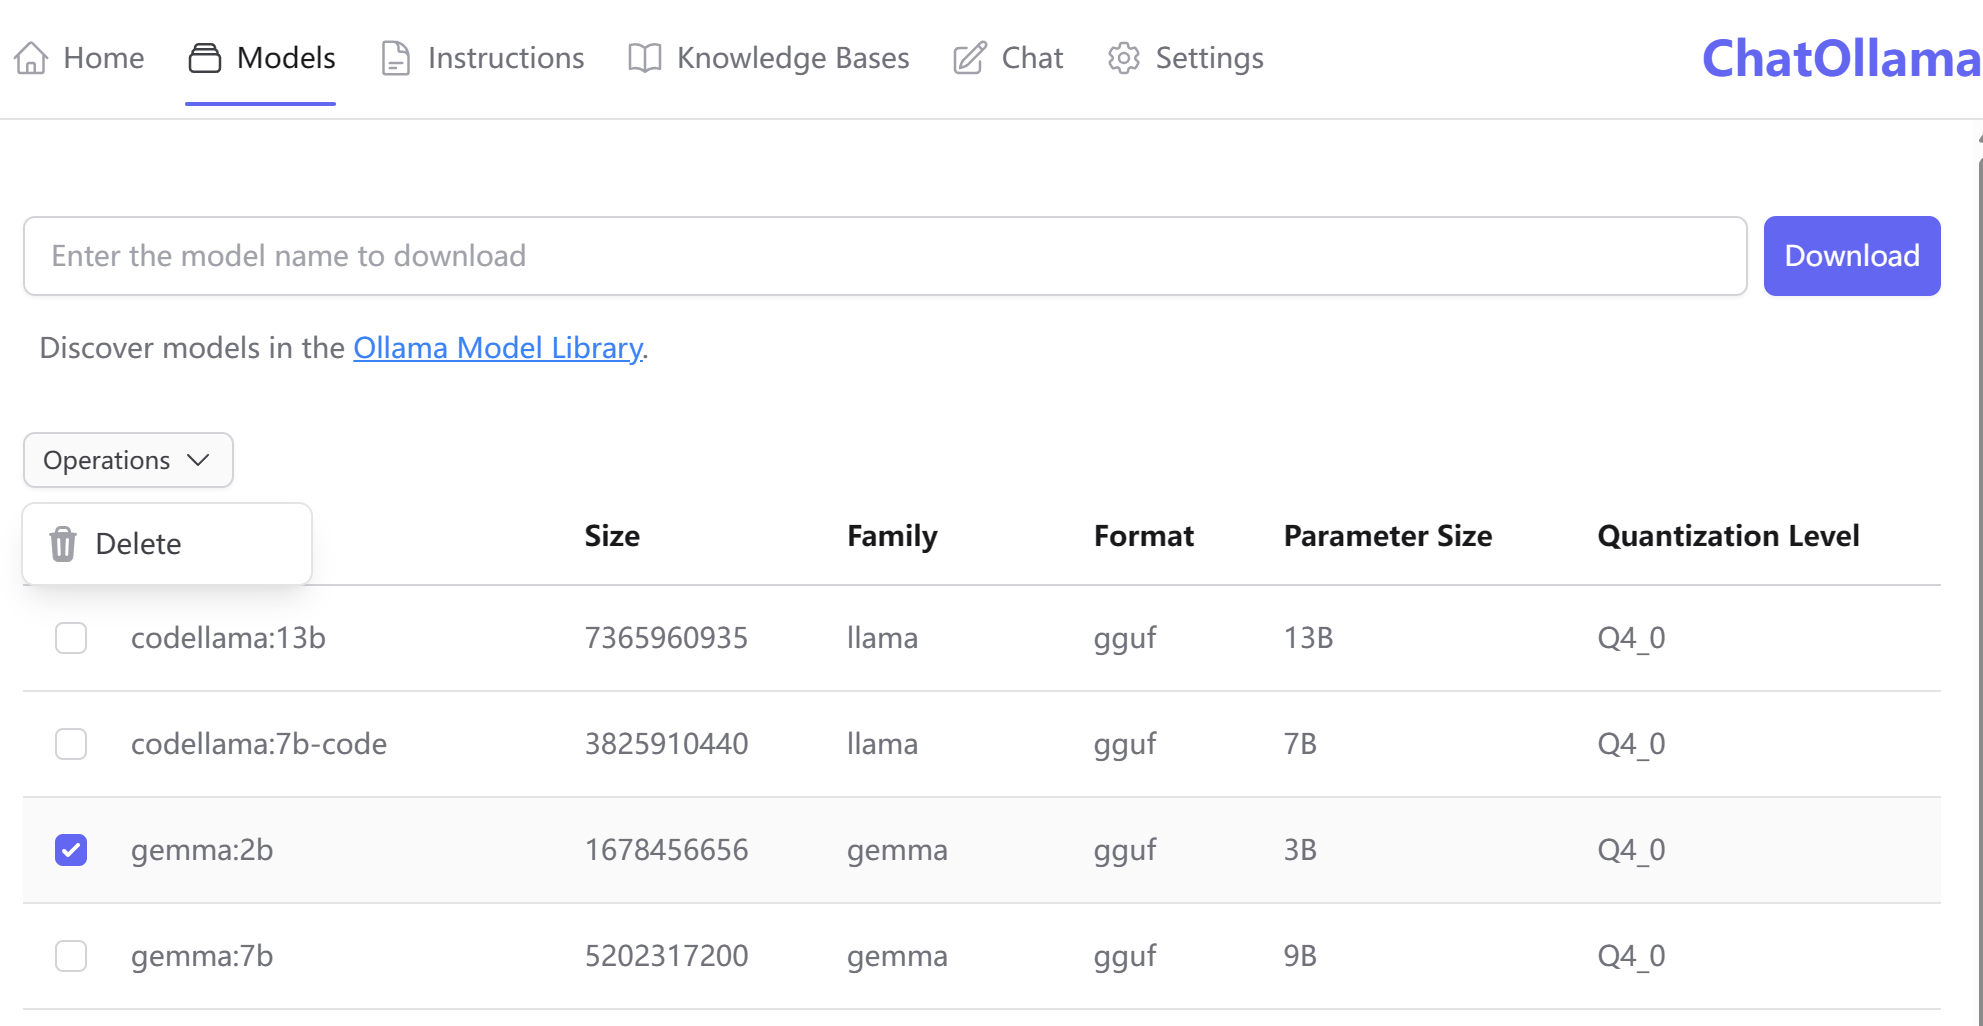 Home Models Instructions Knowledge Bases Chat Settings ChatOllama
Enter the model name to download Download
Discover models in the Ollama Model Library.
Operations
Delete
Size Family Format Parameter Size Quantization Level
codellama:13b 7365960935 llama gguf 13B Q4_0
codellama:7b-code 3825910440 llama gguf 7B Q4_0
gemma:2b 1678456656 gemma gguf 3B Q4_0
gemma:7b 5202317200 gemma gguf 9B Q4_0